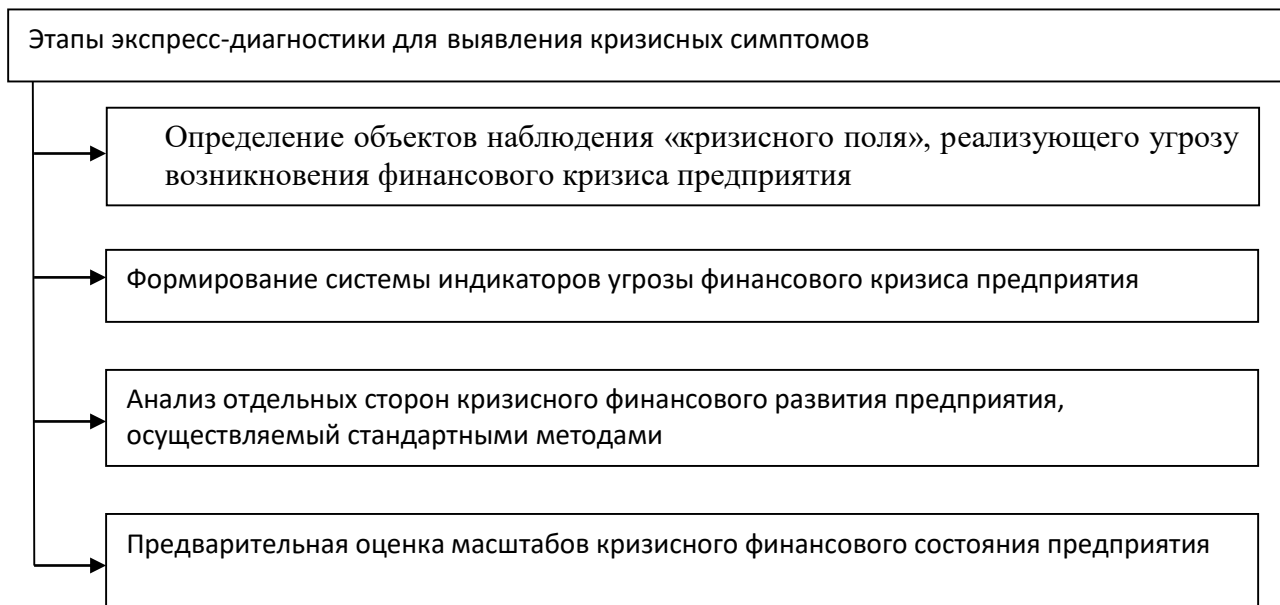 Этапы экспресс-диагностики для выявления кризисных симптомов
Определение объектов наблюдения «кризисного поля», реализующего угрозу
возникновения финансового кризиса предприятия
Формирование системы индикаторов угрозы финансового кризиса предприятия
Анализ отдельных сторон кризисного финансового развития предприятия,
осуществляемый стандартными методами
Предварительная оценка масштабов кризисного финансового состояния предприятия